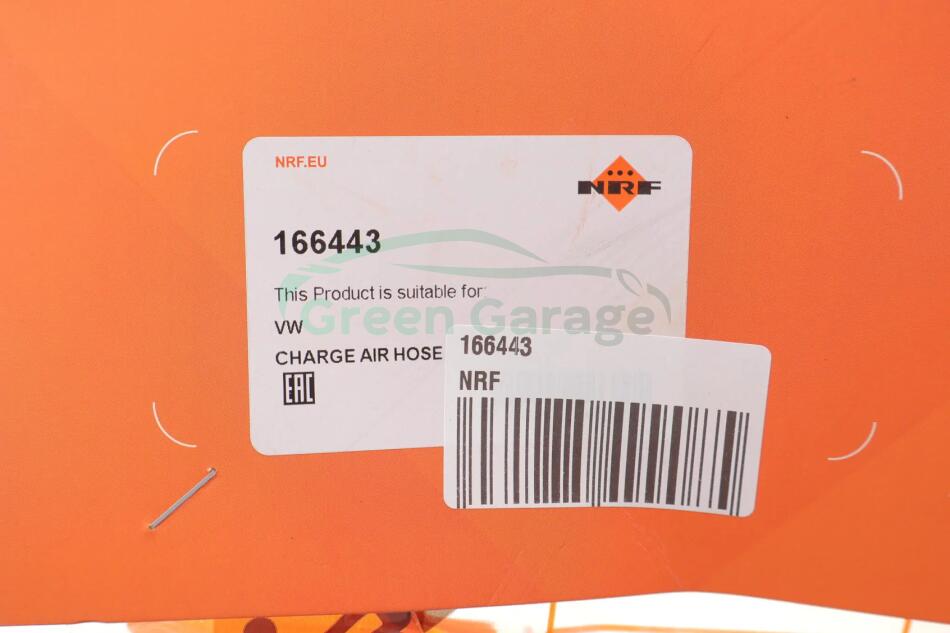 NRF.EU
NRF
166443
This Product is suitable for:
VW
Green Garage
CHARGE AIR HOSE
EAC
166443
NRF